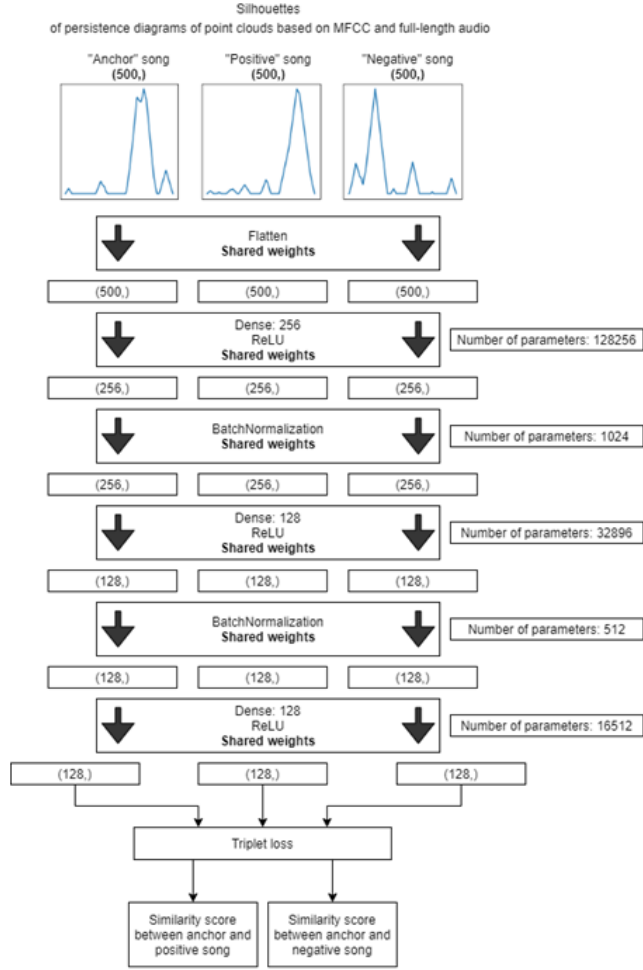 Silhouettes
of persistence diagrams of point clouds based on MFCC and full-length audio
"Anchor" song
(500,)
"Positive" song
(500,)
"Negative" song
(500,)
Flatten
Shared weights
(500,)
(500,)
(500,)
Dense: 256
ReLU
Shared weights
Number of parameters: 128256
(256,)
(256,)
(256,)
BatchNormalization
Shared weights
Number of parameters: 1024
(256,)
(256,)
(256,)
Dense: 128
ReLU
Shared weights
Number of parameters: 32896
(128,)
(128,)
(128,)
BatchNormalization
Shared weights
Number of parameters: 512
(128,)
(128,)
(128,)
Dense: 128
ReLU
Shared weights
Number of parameters: 16512
(128,)
(128,)
(128,)
Triplet loss
Similarity score
between anchor and
positive song
Similarity score
between anchor and
negative song